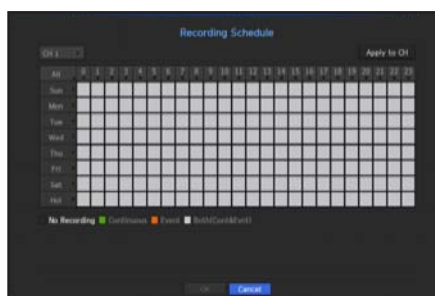 Recording Schedule
CH 1 Apply to CH
All 0 1 2 3 4 5 6 7 8 9 10 11 12 13 14 15 16 17 18 19 20 21 22 23
Sun
Mon
Tue
Wed
Thu
Fri
Sat
Hol
No Recording Continuous Event Both(Cont&Evnt)
OK Cancel